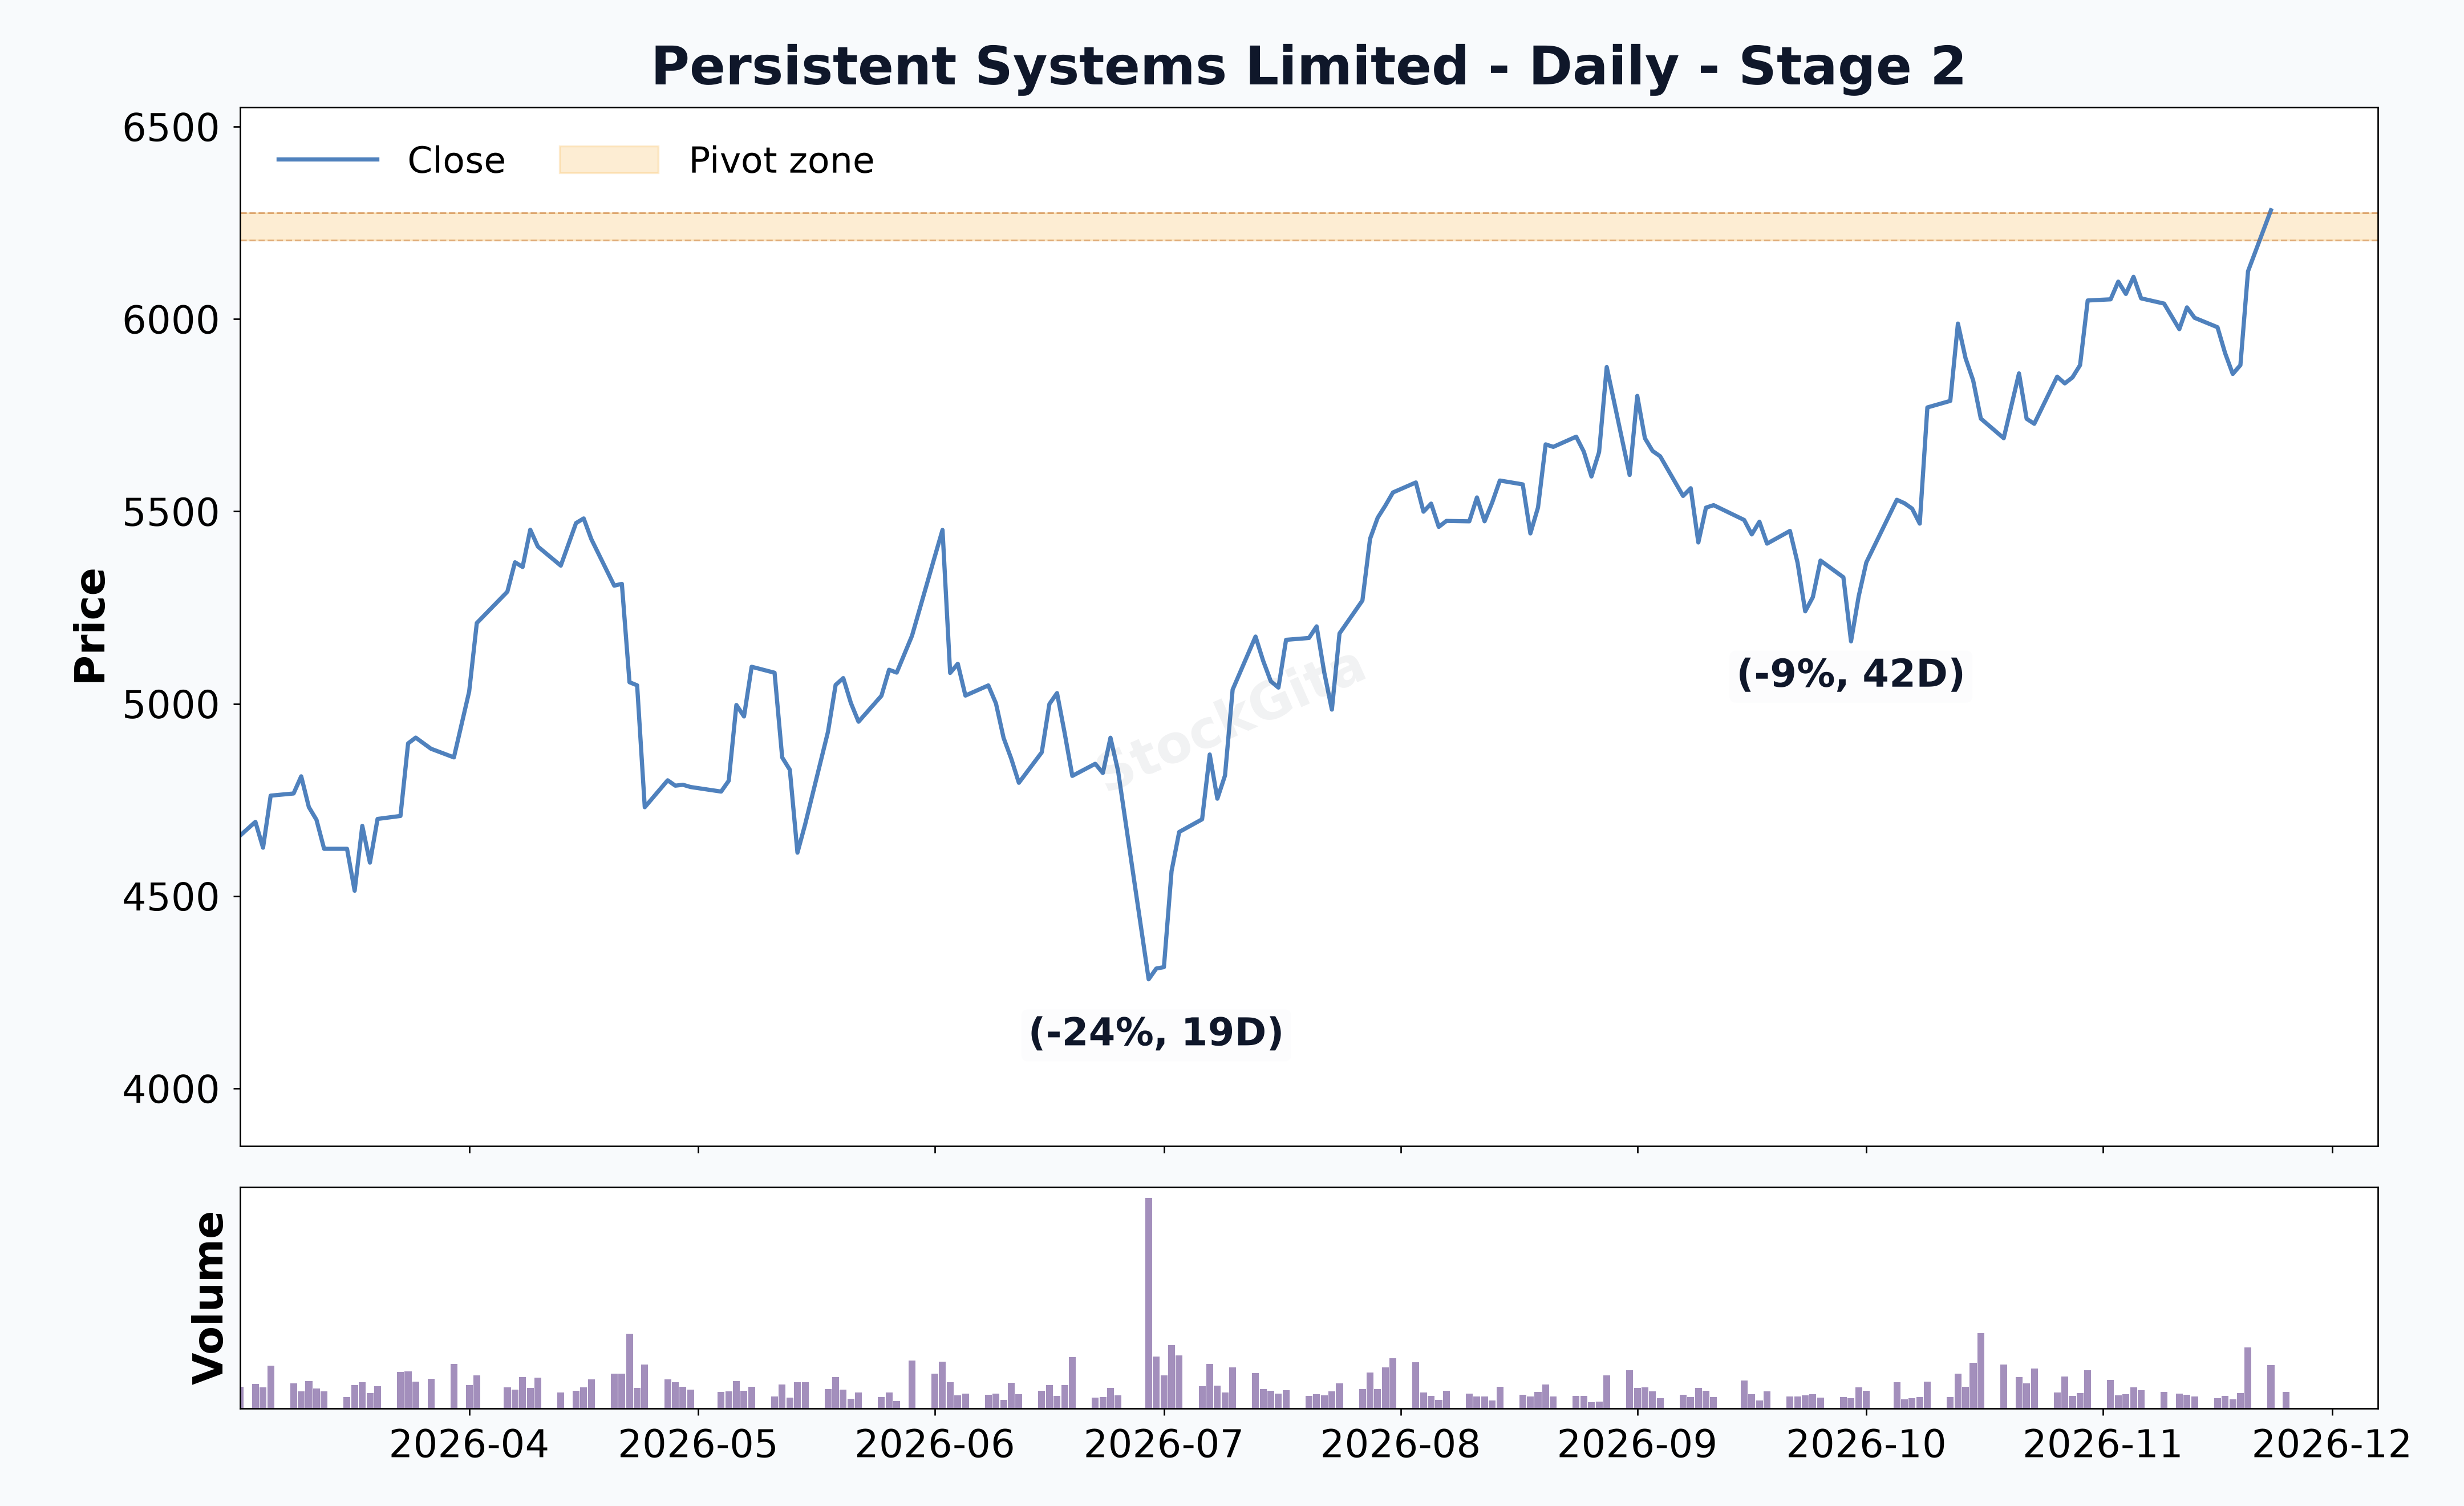 Persistent Systems Limited - Daily - Stage 2
Close
Pivot zone
6500
6000
5500
5000
4500
4000
Price
StockGita
(-9%, 42D)
(-24%, 19D)
Volume
2026-04
2026-05
2026-06
2026-07
2026-08
2026-09
2026-10
2026-11
2026-12